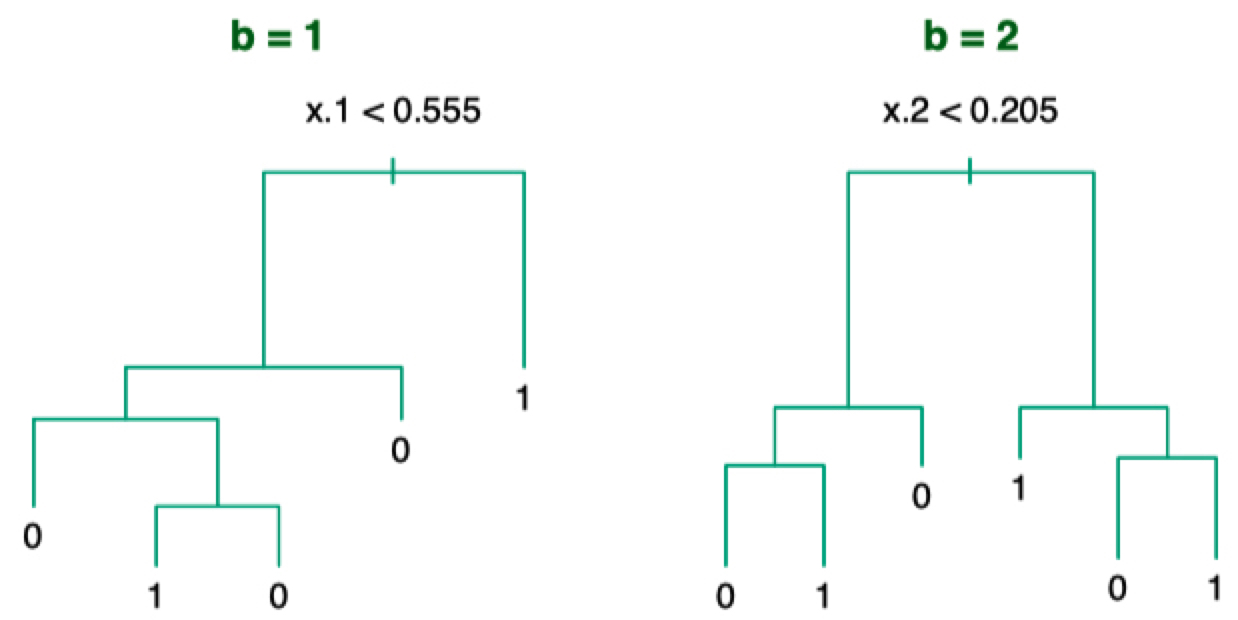 b = 1
x.1 < 0.555
1
0
0
1 0
b = 2
x.2 < 0.205
0 1
0 1 0 1